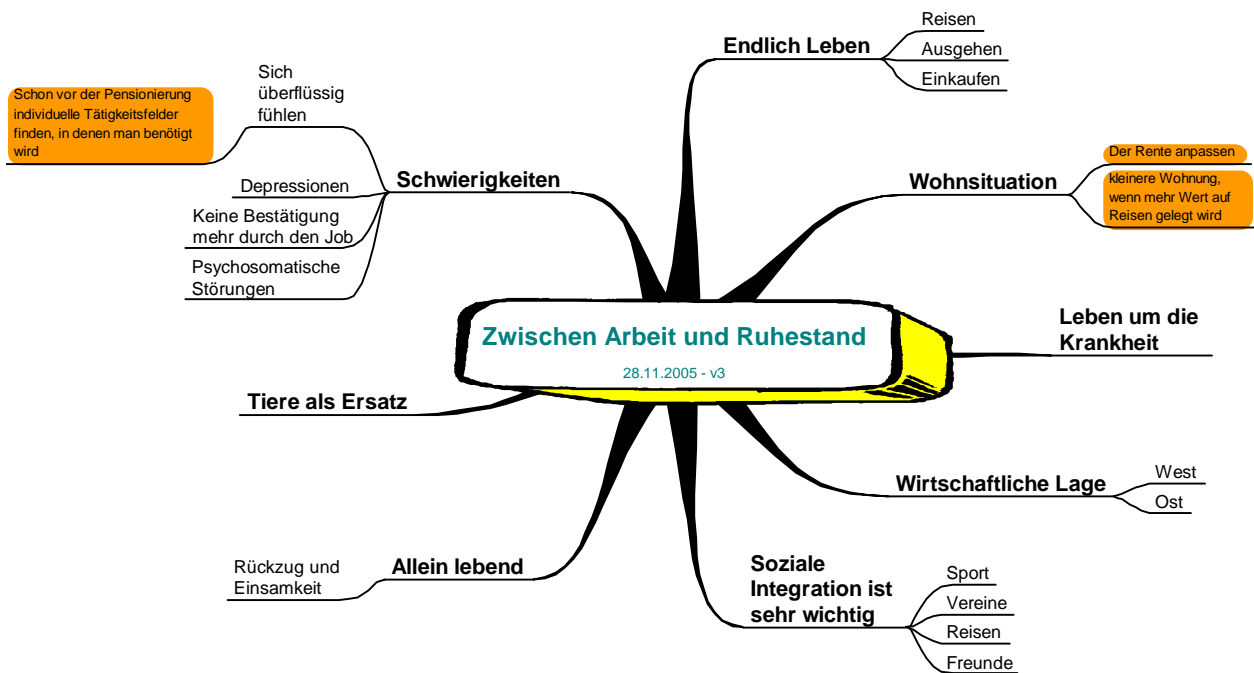 Zwischen Arbeit und Ruhestand
28.11.2005 - v3
Endlich Leben
Reisen
Ausgehen
Einkaufen
Wohnsituation
Der Rente anpassen
kleinere Wohnung,
wenn mehr Wert auf
Reisen gelegt wird
Leben um die
Krankheit
Wirtschaftliche Lage
West
Ost
Soziale
Integration ist
sehr wichtig
Sport
Vereine
Reisen
Freunde
Allein lebend
Rückzug und
Einsamkeit
Tiere als Ersatz
Schwierigkeiten
Sich
überflüssig
fühlen
Schon vor der Pensionierung
individuelle Tätigkeitsfelder
finden, in denen man benötigt
wird
Depressionen
Keine Bestätigung
mehr durch den Job
Psychosomatische
Störungen